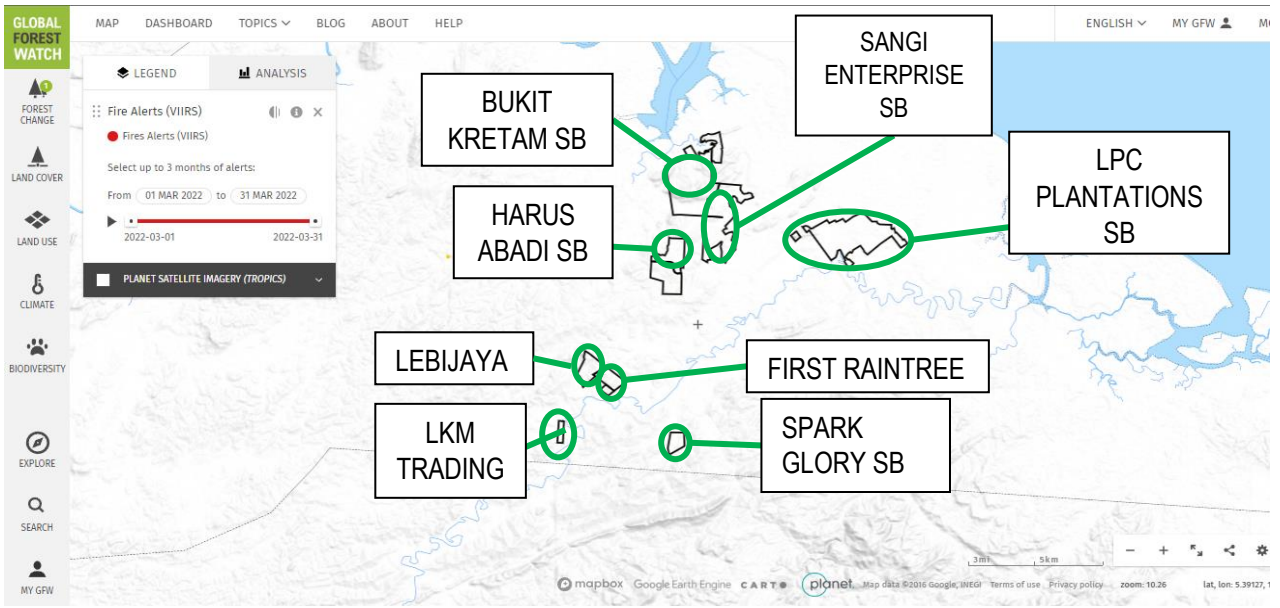 GLOBAL
FOREST
WATCH
MAP DASHBOARD TOPICS BLOG ABOUT HELP
ENGLISH MY GFW
FOREST
CHANGE
1
LAND COVER
LAND USE
CLIMATE
BIODIVERSITY
EXPLORE
SEARCH
MY GFW
LEGEND ANALYSIS
Fire Alerts (VIIRS)
Fires Alerts (VIIRS)
Select up to 3 months of alerts:
From 01 MAR 2022 to 31 MAR 2022
2022-03-01 2022-03-31
PLANET SATELLITE IMAGERY (TROPICS)
BUKIT
KRETAM SB
SANGI
ENTERPRISE
SB
HARUS
ABADI SB
LPC
PLANTATIONS
SB
LEBIJAYA
FIRST RAINTREE
LKM
TRADING
SPARK
GLORY SB
3mi 5km
mapbox Google Earth Engine CARTO planet. Map data ©2016 Google, INEGI Terms of use Privacy policy zoom: 10.26 lat, lon: 5.39127, 1